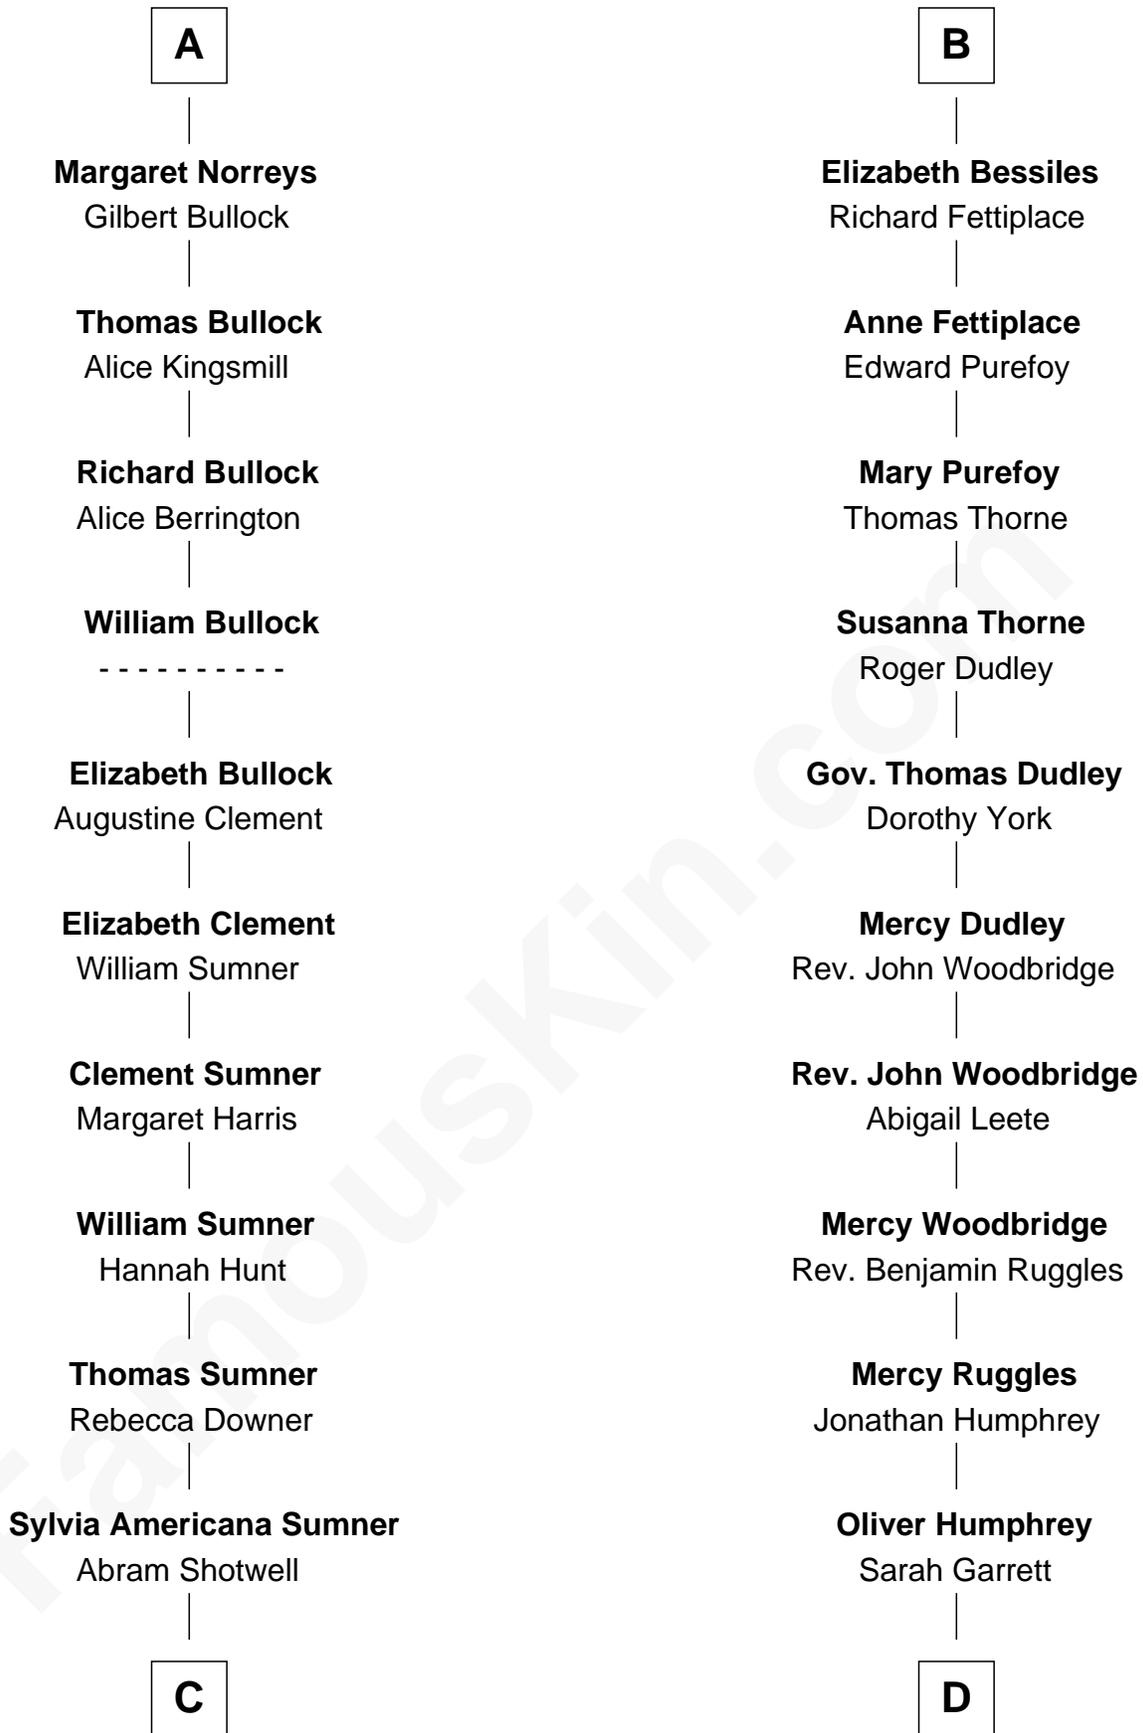 A
Margaret Norreys
Gilbert Bullock
Thomas Bullock
Alice Kingsmill
Richard Bullock
Alice Berrington
William Bullock
- - - - - - - - - -
Elizabeth Bullock
Augustine Clement
Elizabeth Clement
William Sumner
Clement Sumner
Margaret Harris
William Sumner
Hannah Hunt
Thomas Sumner
Rebecca Downer
Sylvia Americana Sumner
Abram Shotwell
C
B
Elizabeth Bessiles
Richard Fettiplace
Anne Fettiplace
Edward Purefoy
Mary Purefoy
Thomas Thorne
Susanna Thorne
Roger Dudley
Gov. Thomas Dudley
Dorothy York
Mercy Dudley
Rev. John Woodbridge
Rev. John Woodbridge
Abigail Leete
Mercy Woodbridge
Rev. Benjamin Ruggles
Mercy Ruggles
Jonathan Humphrey
Oliver Humphrey
Sarah Garrett
D
FamousKin.com